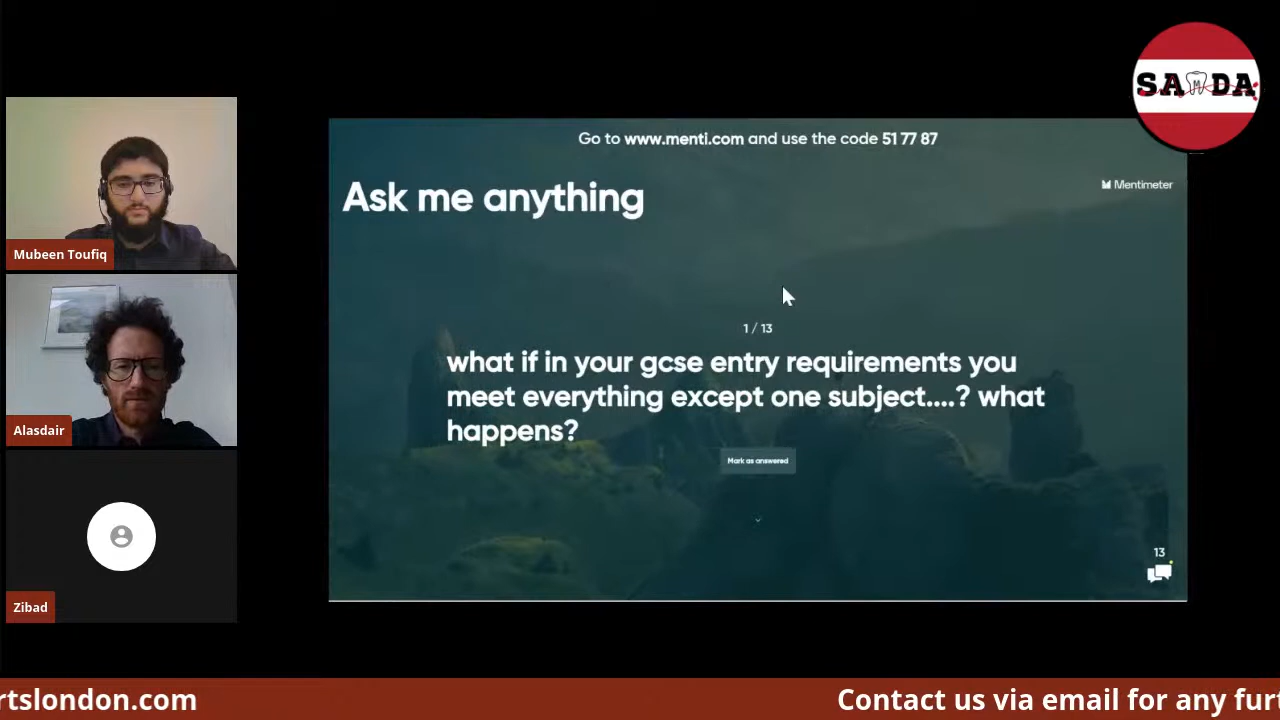 SAMDA
Go to www.menti.com and use the code 51 77 87
Mentimeter
Ask me anything
Mubeen Toufiq
1 / 13
what if in your gcse entry requirements you
meet everything except one subject....? what
happens?
Mark as answered
Alasdair
13
Zibad
rtslondon.com
Contact us via email for any furt